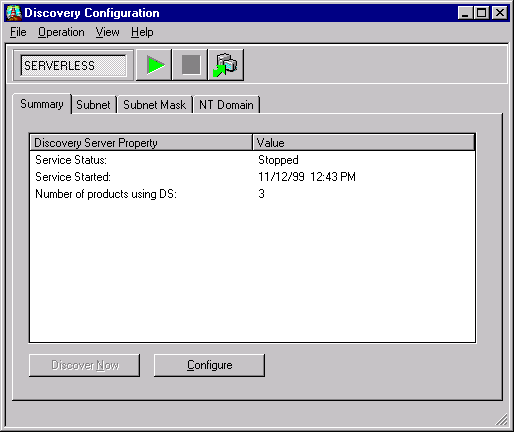 Discovery Configuration
File Operation View Help
SERVERLESS
Summary Subnet Subnet Mask NT Domain
Discovery Server Property Value
Service Status: Stopped
Service Started: 11/12/99 12:43 PM
Number of products using DS: 3
Discover Now Configure